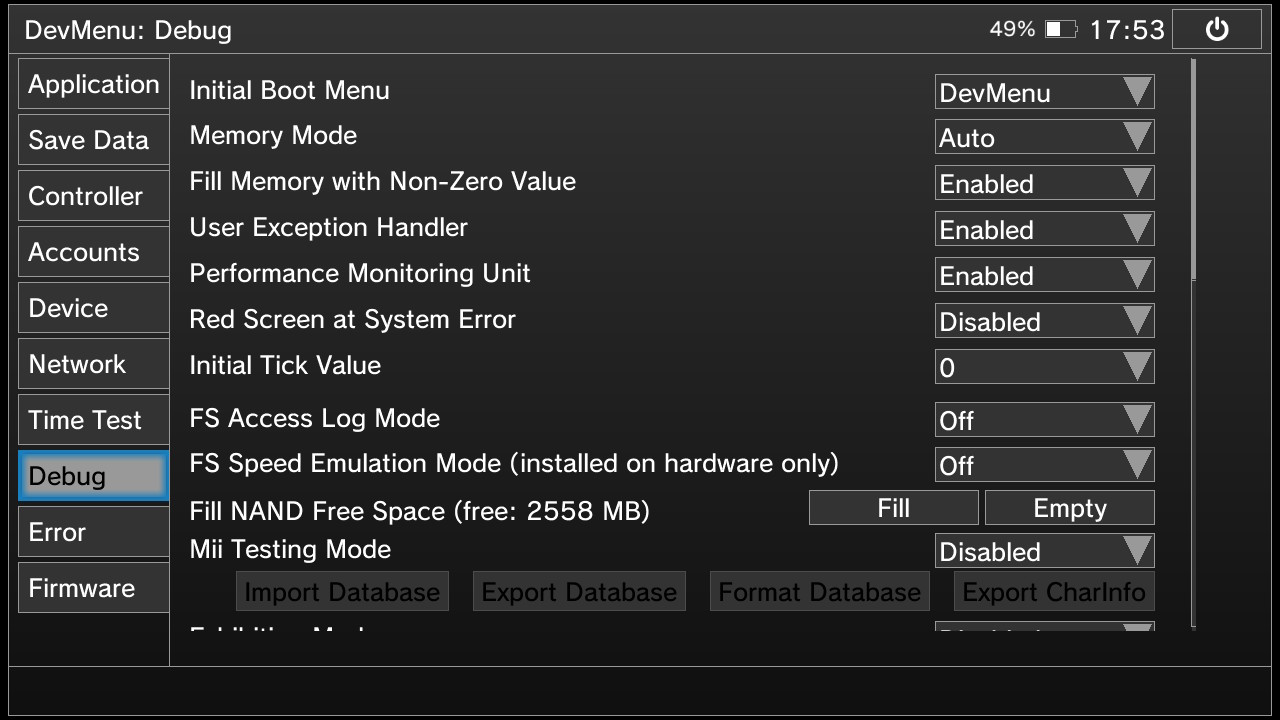 DevMenu: Debug
49%
17:53
Application
Save Data
Controller
Accounts
Device
Network
Time Test
Debug
Error
Firmware
Initial Boot Menu DevMenu
Memory Mode Auto
Fill Memory with Non-Zero Value Enabled
User Exception Handler Enabled
Performance Monitoring Unit Enabled
Red Screen at System Error Disabled
Initial Tick Value 0
FS Access Log Mode Off
FS Speed Emulation Mode (installed on hardware only) Off
Fill NAND Free Space (free: 2558 MB) Fill Empty
Mii Testing Mode Disabled
Import Database Export Database Format Database Export CharInfo